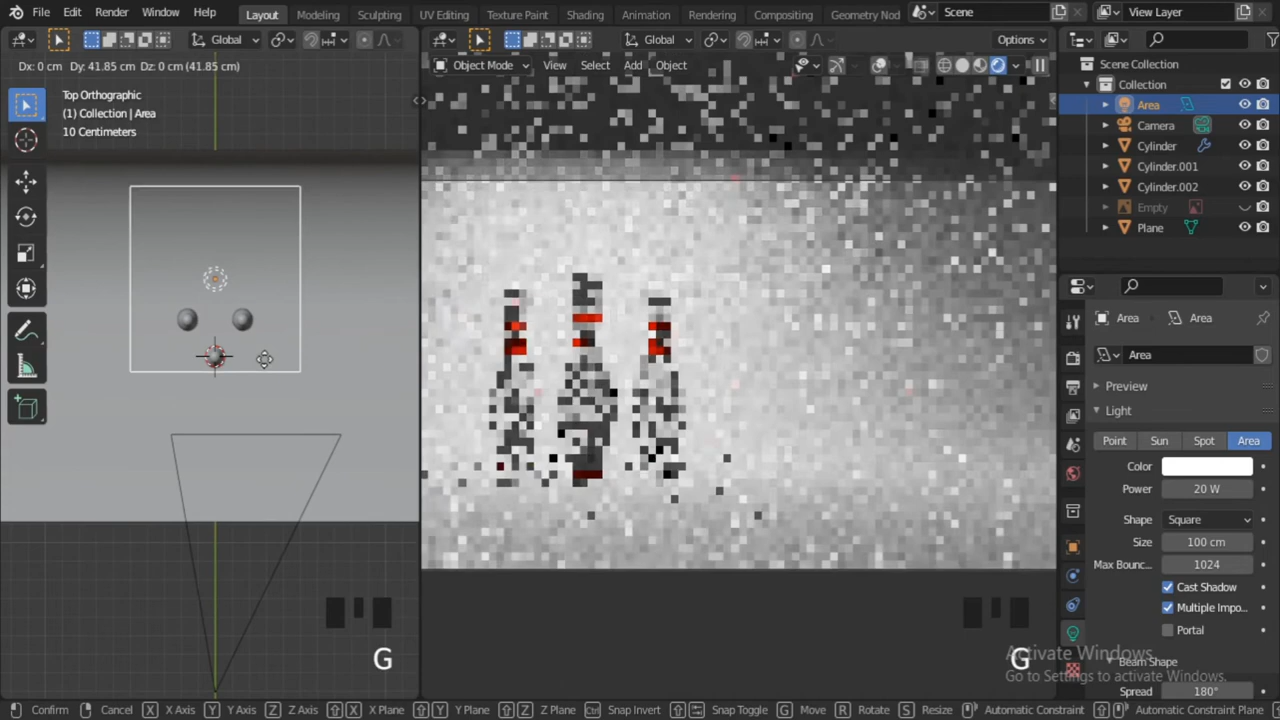 File Edit Render Window Help
Layout Modeling Sculpting UV Editing Texture Paint Shading Animation Rendering Compositing Geometry Nod
Scene
View Layer
Global
Global
Options
Dx: 0 cm Dy: 41.85 cm Dz: 0 cm (41.85 cm)
Object Mode View Select Add Object
Top Orthographic
(1) Collection | Area
10 Centimeters
Scene Collection
Collection
Area
Camera
Cylinder
Cylinder.001
Cylinder.002
Empty
Plane
Area Area
Area
Preview
Light
Point Sun Spot Area
Color
Power 20 W
Shape Square
Size 100 cm
Max Bounc... 1024
Cast Shadow
Multiple Impo...
Portal
Beam Shape
Spread 180°
G
G
Activate Windows
Go to Settings to activate Windows.
Confirm Cancel X X Axis Y Y Axis Z Z Axis X X Plane Y Y Plane Z Z Plane Ctrl Snap Invert Snap Toggle G Move R Rotate S Resize Automatic Constraint Automatic Constraint